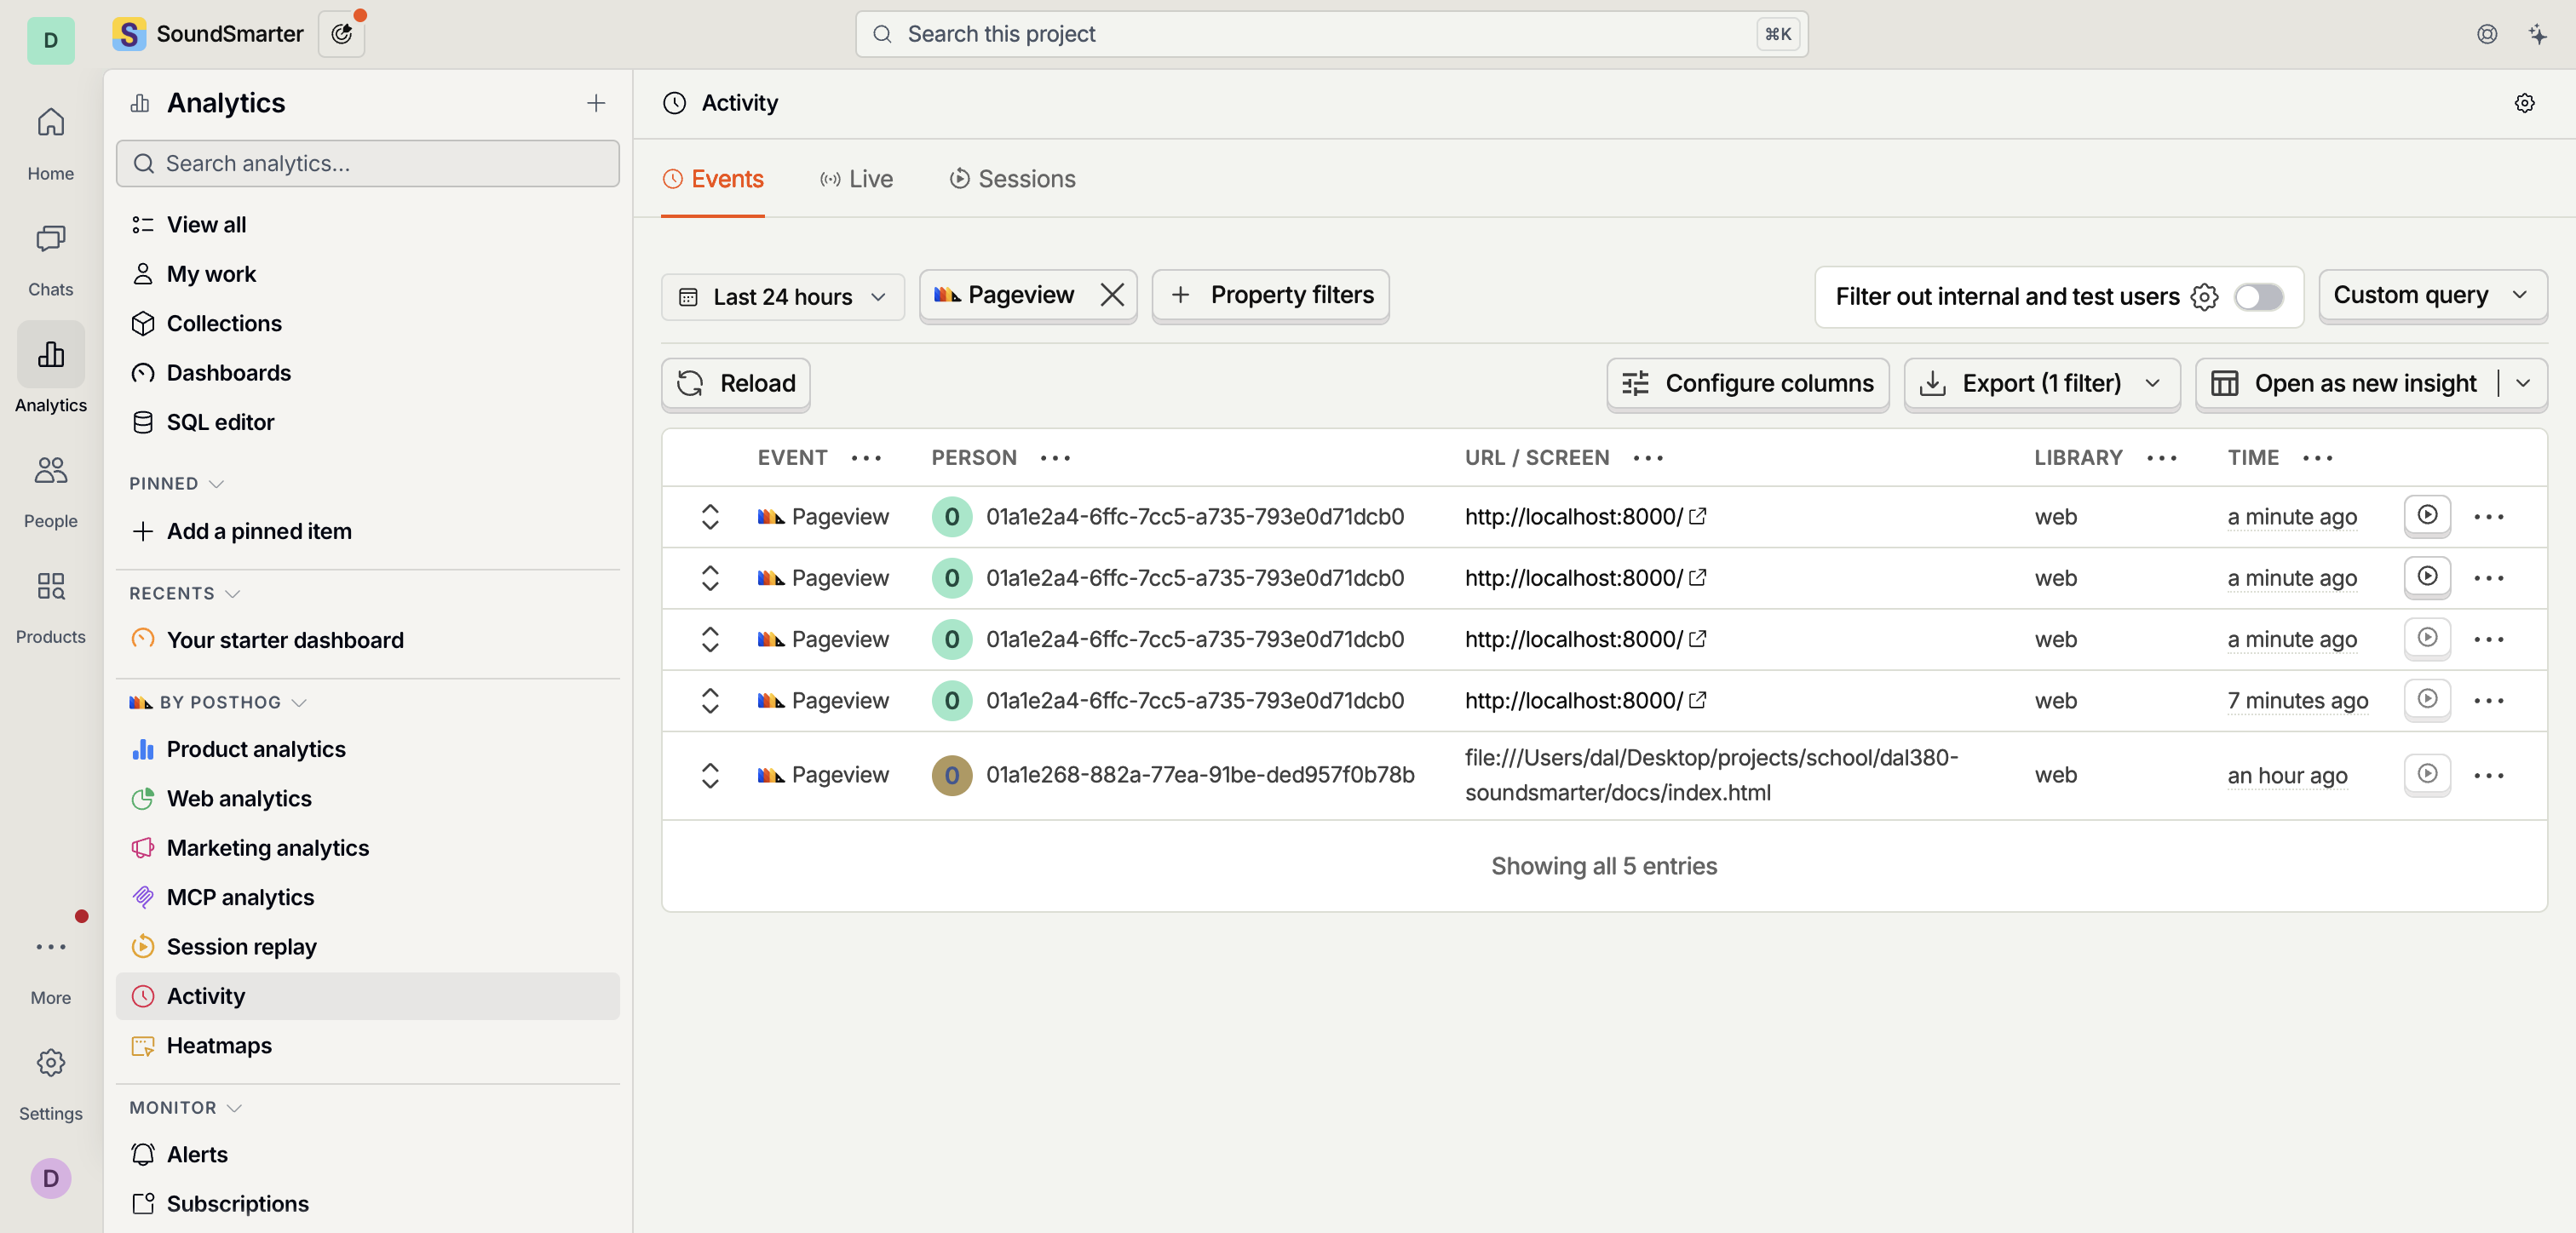 D
S SoundSmarter
Search this project
⌘K
Home
Chats
Analytics
People
Products
More
Settings
D
Analytics
Search analytics...
View all
My work
Collections
Dashboards
SQL editor
PINNED
Add a pinned item
RECENTS
Your starter dashboard
BY POSTHOG
Product analytics
Web analytics
Marketing analytics
MCP analytics
Session replay
Activity
Heatmaps
MONITOR
Alerts
Subscriptions
Activity
Events Live Sessions
Last 24 hours Pageview Property filters Filter out internal and test users Custom query
Reload Configure columns Export (1 filter) Open as new insight
EVENT PERSON URL / SCREEN LIBRARY TIME
Pageview 0 01a1e2a4-6ffc-7cc5-a735-793e0d71dcb0 http://localhost:8000/ web a minute ago
Pageview 0 01a1e2a4-6ffc-7cc5-a735-793e0d71dcb0 http://localhost:8000/ web a minute ago
Pageview 0 01a1e2a4-6ffc-7cc5-a735-793e0d71dcb0 http://localhost:8000/ web a minute ago
Pageview 0 01a1e2a4-6ffc-7cc5-a735-793e0d71dcb0 http://localhost:8000/ web 7 minutes ago
Pageview 0 01a1e268-882a-77ea-91be-ded957f0b78b file:///Users/dal/Desktop/projects/school/dal380-
soundsmarter/docs/index.html web an hour ago
Showing all 5 entries